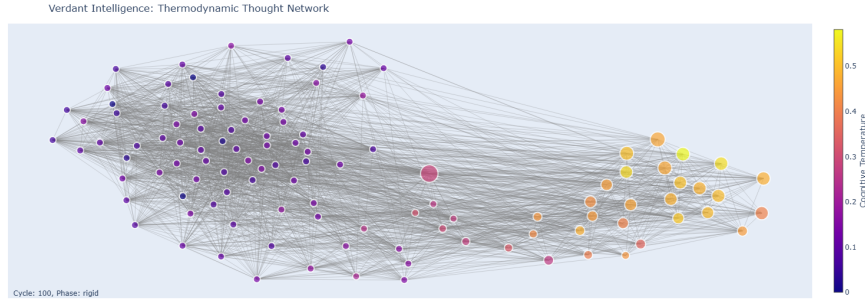 Verdant Intelligence: Thermodynamic Thought Network
0.5
0.4
0.3
0.2
0.1
0
Cognitive Temperature
Cycle: 100, Phase: rigid